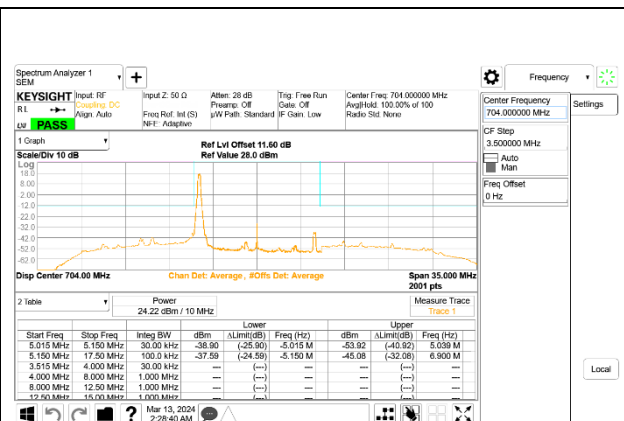 Spectrum Analyzer 1
SEM
Frequency
KEYSIGHT Input: RF Input Z: 50 Ω Atten: 28 dB Trig: Free Run Center Freq: 704.000000 MHz
RL Coupling: DC Preamp: Off Gate: Off Avg|Hold: 100.00% of 100
Align: Auto Freq Ref: Int (S) µW Path: Standard IF Gain: Low Radio Std: None
NFE: Adaptive
PASS
Center Frequency
704.000000 MHz
Settings
CF Step
3.500000 MHz
Auto
Man
Freq Offset
0 Hz
1 Graph
Ref Lvl Offset 11.60 dB
Scale/Div 10 dB Ref Value 28.0 dBm
Log
18.0
8.00
-2.00
-12.0
-22.0
-32.0
-42.0
-52.0
-62.0
Disp Center 704.00 MHz Chan Det: Average , #Offs Det: Average Span 35.000 MHz
2001 pts
2 Table
Power
24.22 dBm / 10 MHz
Measure Trace
Trace 1
Lower Upper
Start Freq Stop Freq Integ BW dBm ΔLimit(dB) Freq (Hz) dBm ΔLimit(dB) Freq (Hz)
5.015 MHz 5.150 MHz 30.00 kHz -38.90 (-25.90) -5.015 M -53.92 (-40.92) 5.039 M
5.150 MHz 17.50 MHz 100.0 kHz -37.59 (-24.59) -5.150 M -45.08 (-32.08) 6.900 M
3.515 MHz 4.000 MHz 30.00 kHz --- (---) --- --- (---) ---
4.000 MHz 8.000 MHz 1.000 MHz --- (---) --- --- (---) ---
8.000 MHz 12.50 MHz 1.000 MHz --- (---) --- --- (---) ---
12.50 MHz 15.00 MHz 1.000 MHz --- (---) --- --- (---) ---
Local
? Mar 13, 2024
2:28:40 AM